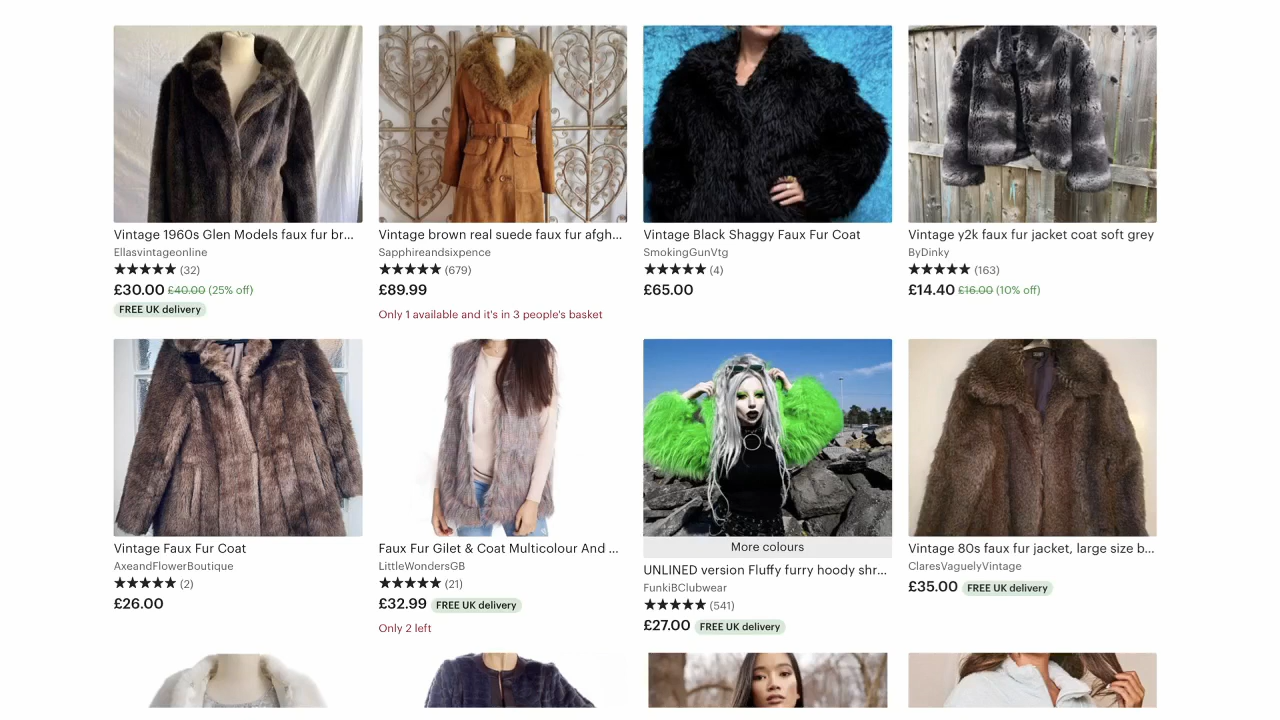 Vintage 1960s Glen Models faux fur br...
Ellasvintageonline
★★★★★ (32)
£30.00 £40.00 (25% off)
FREE UK delivery
Vintage brown real suede faux fur afgh...
Sapphireandsixpence
★★★★★ (679)
£89.99
Only 1 available and it's in 3 people's basket
Vintage Black Shaggy Faux Fur Coat
SmokingGunVtg
★★★★★ (4)
£65.00
Vintage y2k faux fur jacket coat soft grey
ByDinky
★★★★★ (163)
£14.40 £16.00 (10% off)
Vintage Faux Fur Coat
AxeandFlowerBoutique
★★★★★ (2)
£26.00
Faux Fur Gilet & Coat Multicolour And ...
LittleWondersGB
★★★★★ (21)
£32.99 FREE UK delivery
Only 2 left
More colours
UNLINED version Fluffy furry hoody shr...
FunkiBClubwear
★★★★★ (541)
£27.00 FREE UK delivery
Vintage 80s faux fur jacket, large size b...
ClaresVaguelyVintage
£35.00 FREE UK delivery